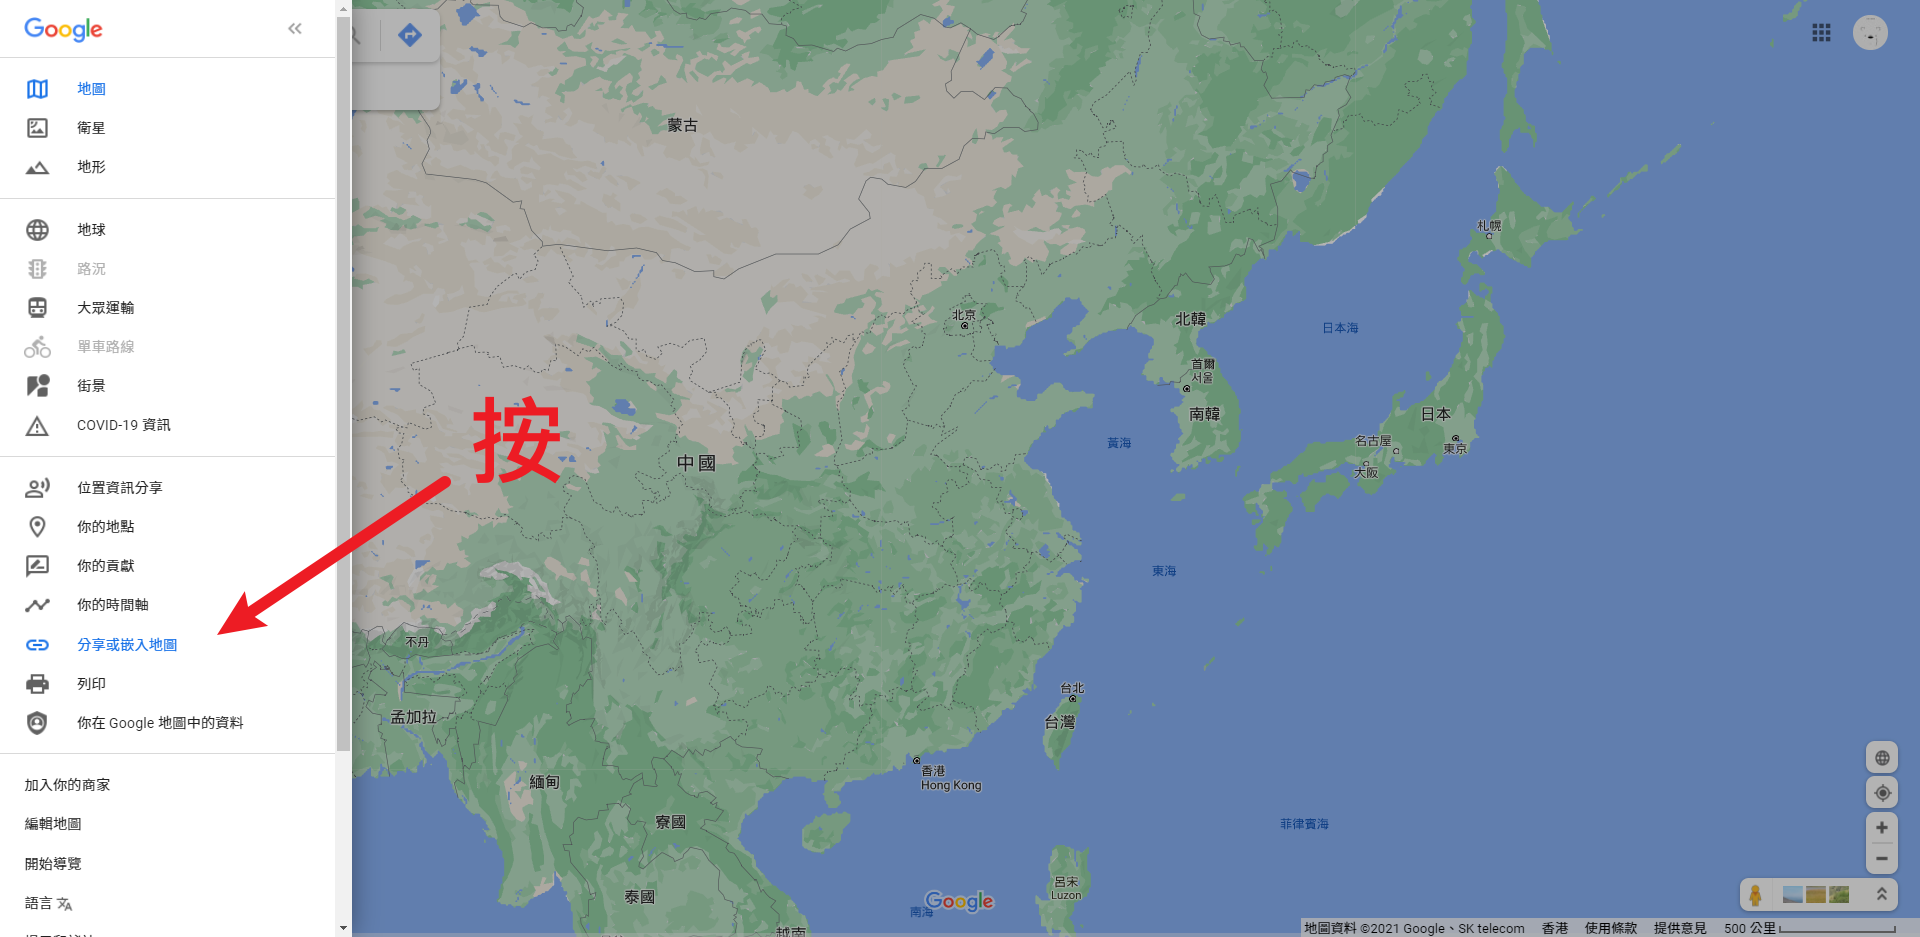 Google
地圖
衛星
地形
地球
路況
大眾運輸
單車路線
街景
COVID-19 資訊
位置資訊分享
你的地點
你的貢獻
你的時間軸
分享或嵌入地圖
列印
你在 Google 地圖中的資料
加入你的商家
編輯地圖
開始導覽
語言
按
蒙古
札幌
北京
北韓
日本海
首爾
서울
南韓
日本
黃海
名古屋
東京
大阪
中國
東海
不丹
孟加拉
台北
台灣
香港
Hong Kong
緬甸
寮國
菲律賓海
泰國
呂宋
Luzon
Google
南海
越南
地圖資料 ©2021 Google、SK telecom 香港 使用條款 提供意見 500 公里